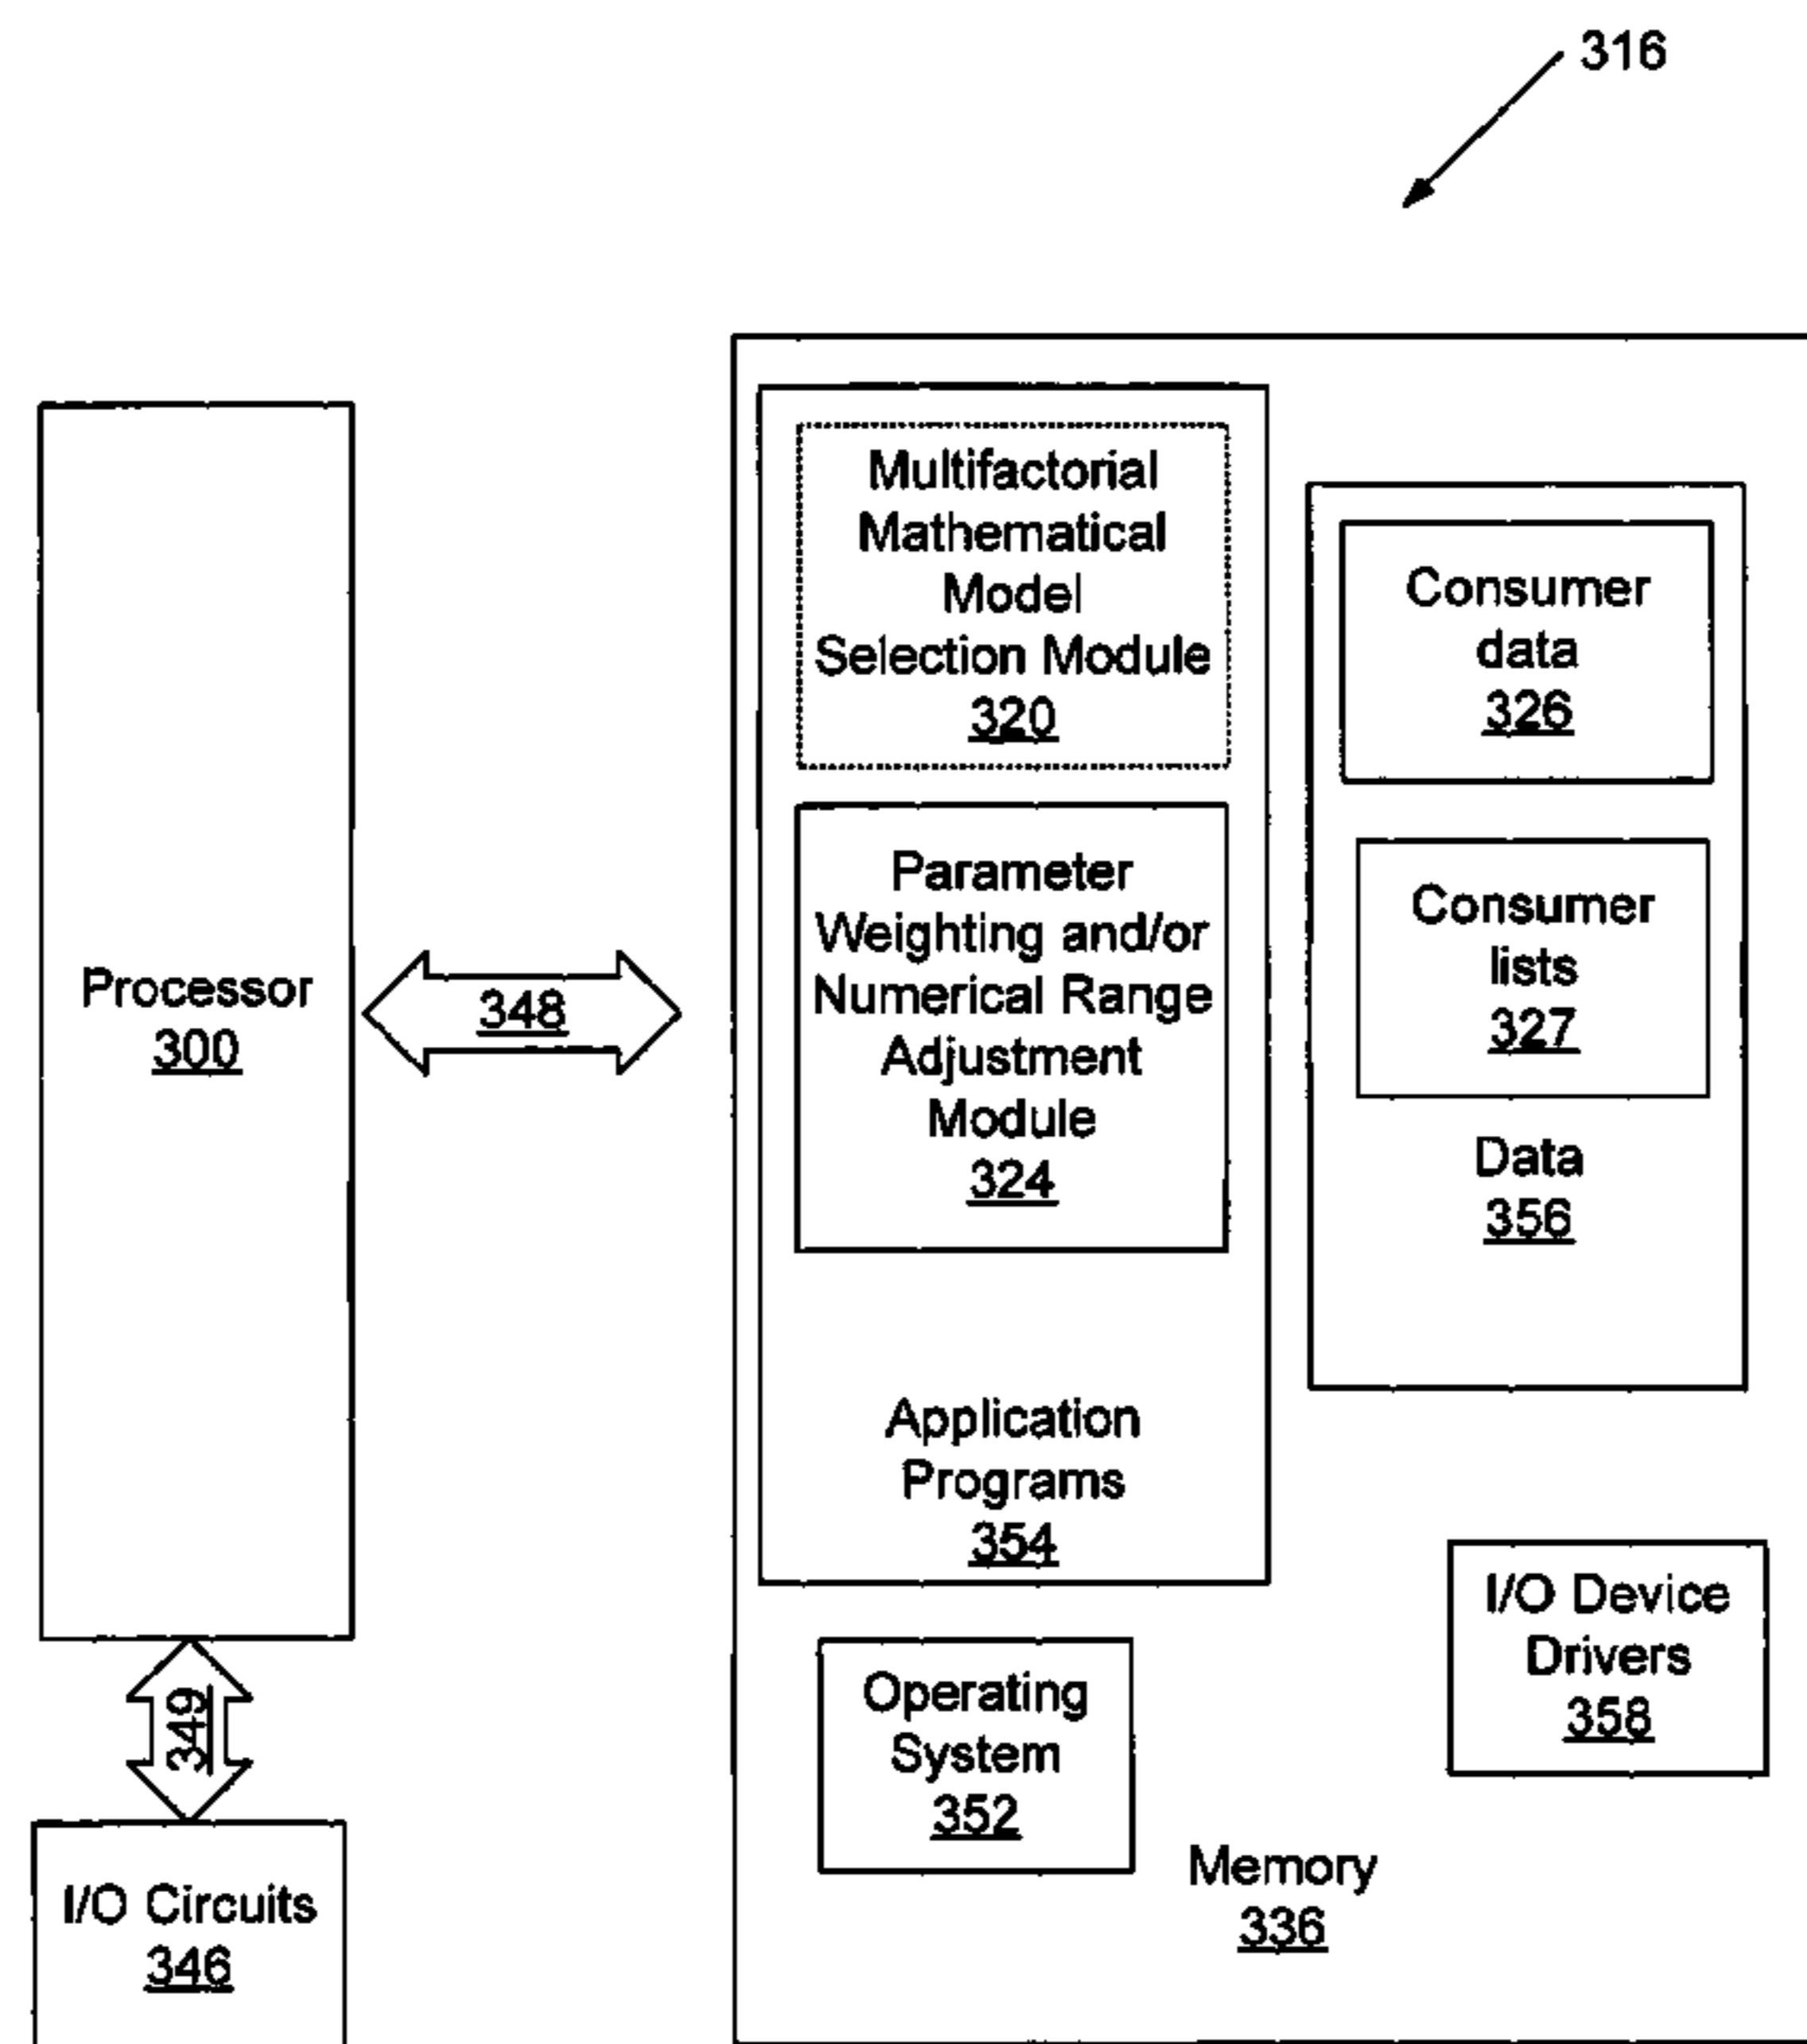 316
Processor
300
348
349
I/O Circuits
346
Multifactorial
Mathematical
Model
Selection Module
320
Parameter
Weighting and/or
Numerical Range
Adjustment
Module
324
Application
Programs
354
Consumer
data
326
Consumer
lists
327
Data
356
I/O Device
Drivers
358
Operating
System
352
Memory
336